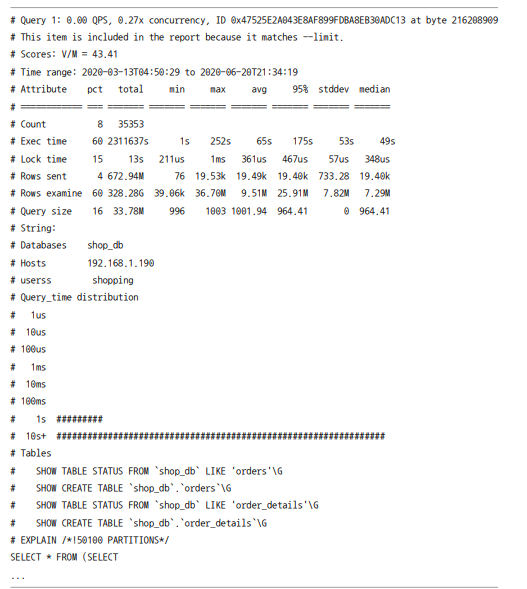 # Query 1: 0.00 QPS, 0.27x concurrency, ID 0x47525E2A043E8AF899FDBA8EB30ADC13 at byte 216208909
# This item is included in the report because it matches --limit.
# Scores: V/M = 43.41
# Time range: 2020-03-13T04:50:29 to 2020-06-20T21:34:19
# Attribute    pct   total     min     max     avg     95%  stddev  median
# ============ === ======= ======= ======= ======= ======= ======= =======
# Count          8   35353
# Exec time     60 2311637s      1s    252s     65s    175s     53s     49s
# Lock time     15     13s   211us     1ms   361us   467us    57us   348us
# Rows sent      4 672.94M      76  19.53k  19.49k  19.40k  733.28  19.40k
# Rows examine  60 328.28G  39.06k  36.70M   9.51M  25.91M   7.82M   7.29M
# Query size    16  33.78M     996    1003 1001.94  964.41       0  964.41
# String:
# Databases    shop_db
# Hosts        192.168.1.190
# userss        shopping
# Query_time distribution
#   1us
#  10us
# 100us
#   1ms
#  10ms
# 100ms
#    1s  #########
#  10s+  ################################################################
# Tables
#    SHOW TABLE STATUS FROM `shop_db` LIKE 'orders'\G
#    SHOW CREATE TABLE `shop_db`.`orders`\G
#    SHOW TABLE STATUS FROM `shop_db` LIKE 'order_details'\G
#    SHOW CREATE TABLE `shop_db`.`order_details`\G
# EXPLAIN /*!50100 PARTITIONS*/
SELECT * FROM (SELECT
...